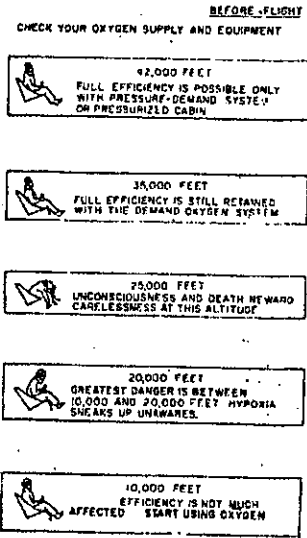 BEFORE FLIGHT
CHECK YOUR OXYGEN SUPPLY AND EQUIPMENT
42,000 FEET
FULL EFFICIENCY IS POSSIBLE ONLY
WITH PRESSURE-DEMAND SYSTEM
OR PRESSURIZED CABIN
35,000 FEET
FULL EFFICIENCY IS STILL RETAINED
WITH THE DEMAND OXYGEN SYSTEM
25,000 FEET
UNCONSCIOUSNESS AND DEATH REWARD
CARELESSNESS AT THIS ALTITUDE
20,000 FEET
GREATEST DANGER IS BETWEEN
10,000 AND 20,000 FEET HYPOXIA
SNEAKS UP UNAWARES.
10,000 FEET
EFFICIENCY IS NOT MUCH
AFFECTED START USING OXYGEN